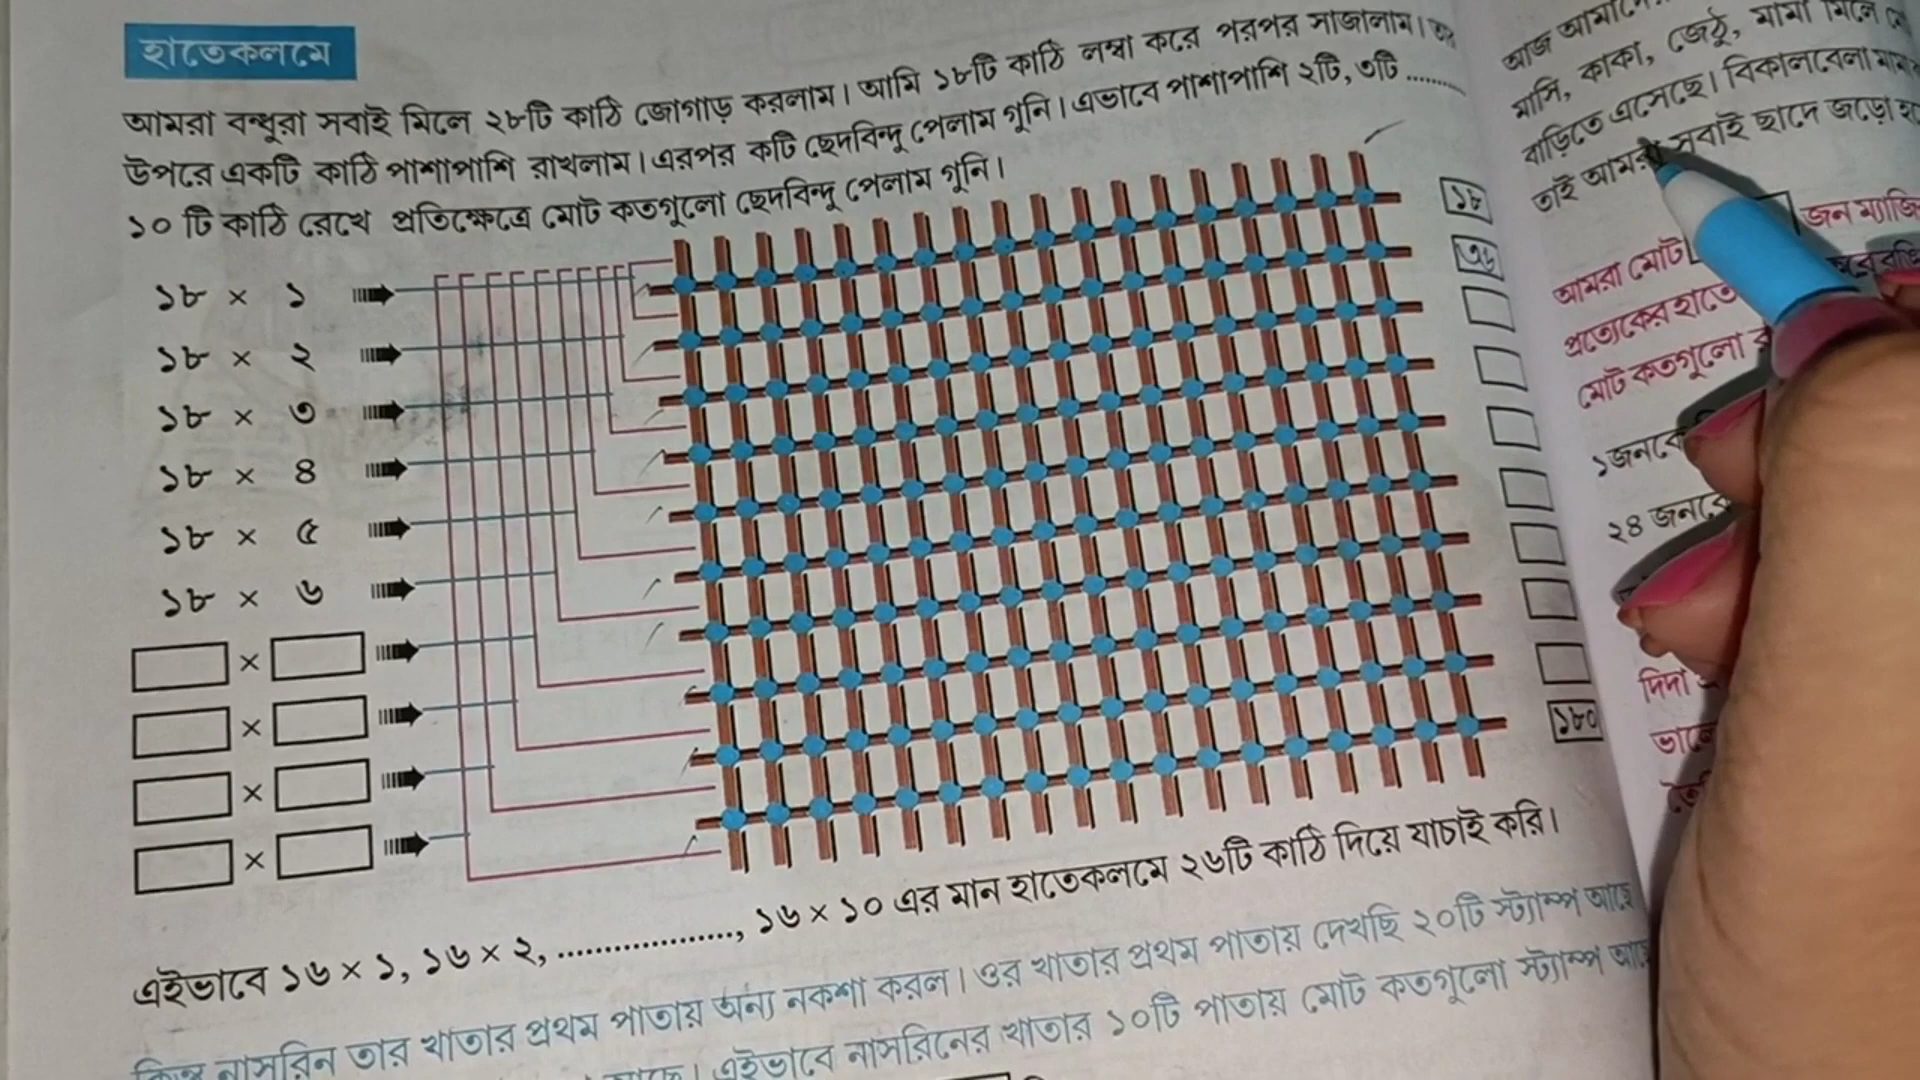 হাতেকলমে
আমরা বন্ধুরা সবাই মিলে ২৮টি কাঠি জোগাড় করলাম। আমি ১৮টি কাঠি লম্বা করে পরপর সাজালাম।
উপরে একটি কাঠি পাশাপাশি রাখলাম। এরপর কটি ছেদবিন্দু পেলাম গুনি। এভাবে পাশাপাশি ২টি, ৩টি ..........
১০ টি কাঠি রেখে প্রতিক্ষেত্রে মোট কতগুলো ছেদবিন্দু পেলাম গুনি।
১৮ × ১
১৮
১৮ × ২
৩৬
১৮ × ৩
১৮ × ৪
১৮ × ৫
১৮ × ৬
×
×
×
×
১৮০
এইভাবে ১৬ × ১, ১৬ × ২, ...................., ১৬ × ১০ এর মান হাতেকলমে ২৬টি কাঠি দিয়ে যাচাই করি।
কিন্তু নাসরিন তার খাতার প্রথম পাতায় অন্য নকশা করল। ওর খাতার প্রথম পাতায় দেখছি ২০টি স্ট্যাম্প আছে
আছে। এইভাবে নাসরিনের খাতার ১০টি পাতায় মোট কতগুলো স্ট্যাম্প আছে
আজ
মাসি, কাকা, জেঠু, মামা মিলে
বাড়িতে এসেছে। বিকালবেলা
তাই আমরা সবাই ছাদে জড়ো
জন
আমরা মোট
প্রত্যেকের হাতে
মোট কতগুলো
১জনকে
২৪ জনকে
দিদা